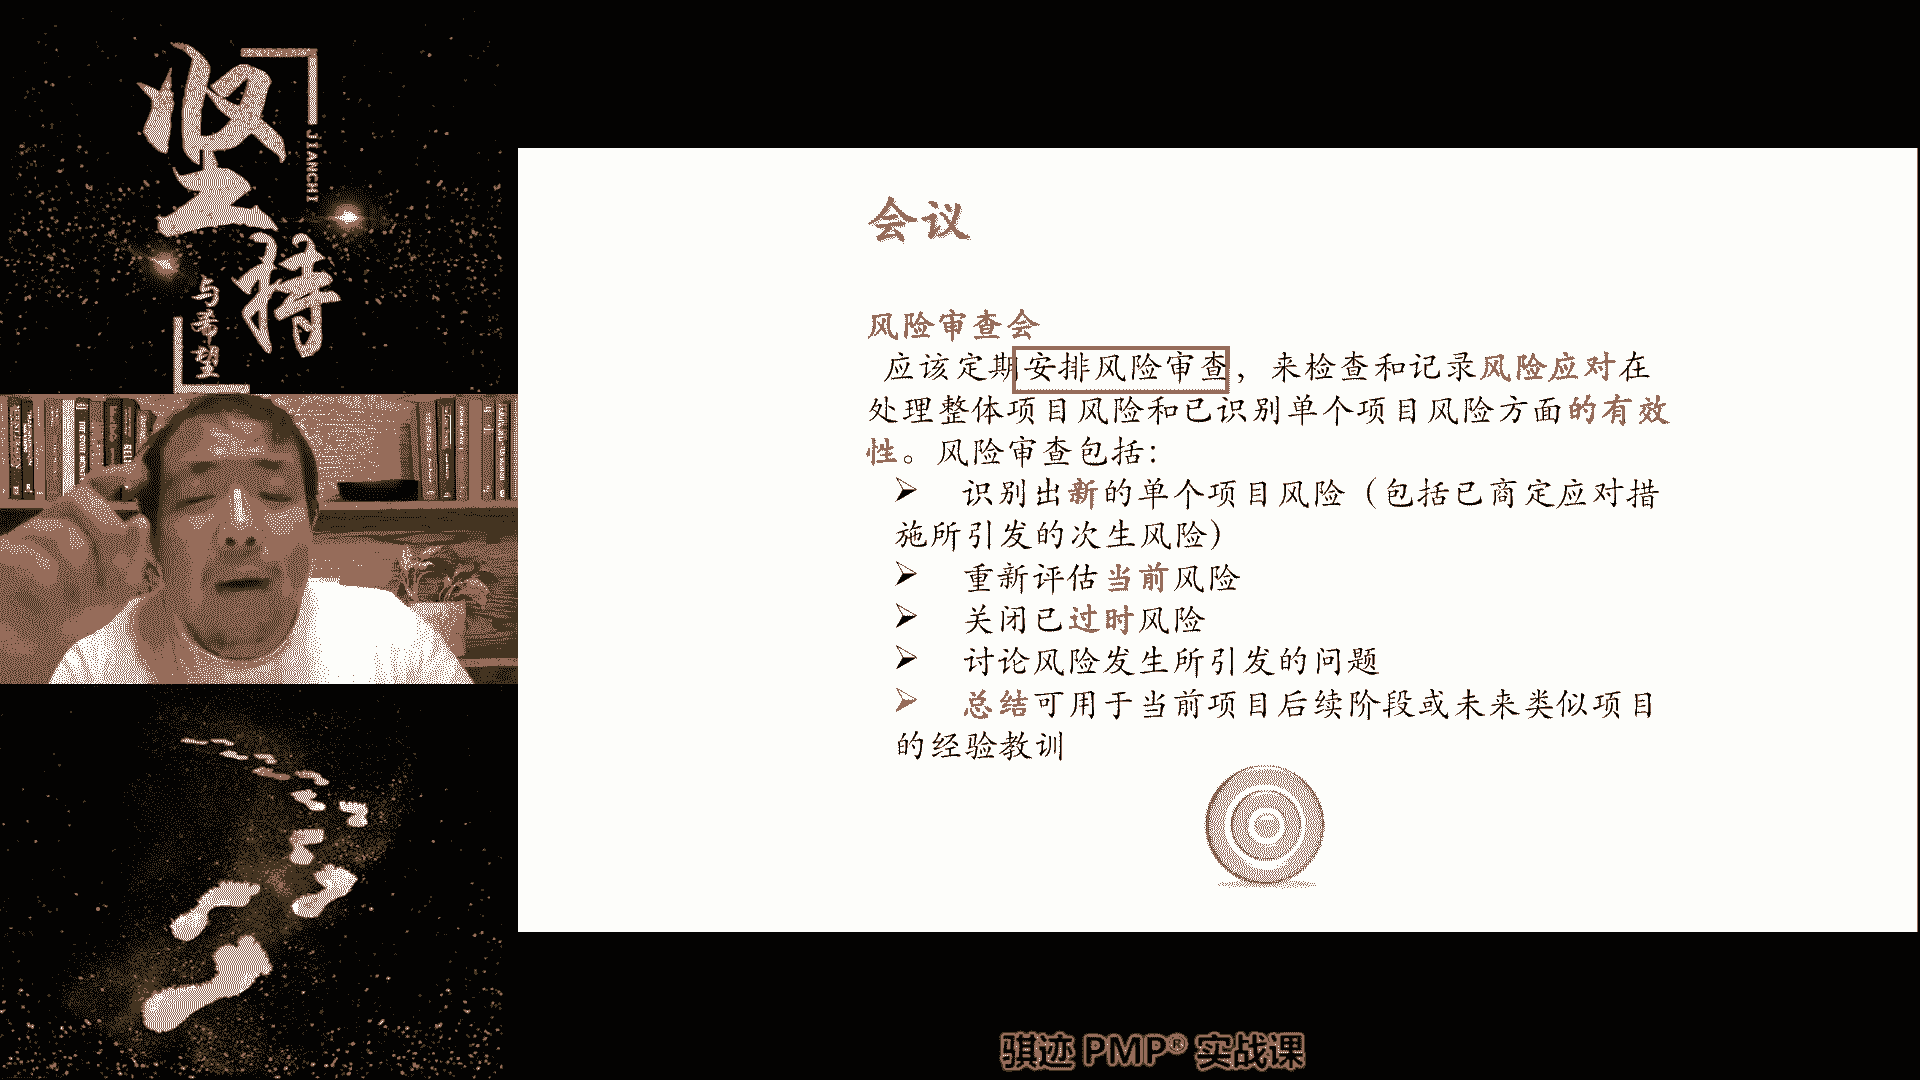 坚持
JIANCHI
与希望
会议
风险审查会
应该定期安排风险审查，来检查和记录风险应对在
处理整体项目风险和已识别单个项目风险方面的有效
性。风险审查包括：
➢ 识别出新的单个项目风险（包括已商定应对措
施所引发的次生风险）
➢ 重新评估当前风险
➢ 关闭已过时风险
➢ 讨论风险发生所引发的问题
➢ 总结可用于当前项目后续阶段或未来类似项目
的经验教训
骐迹 PMP® 实战课